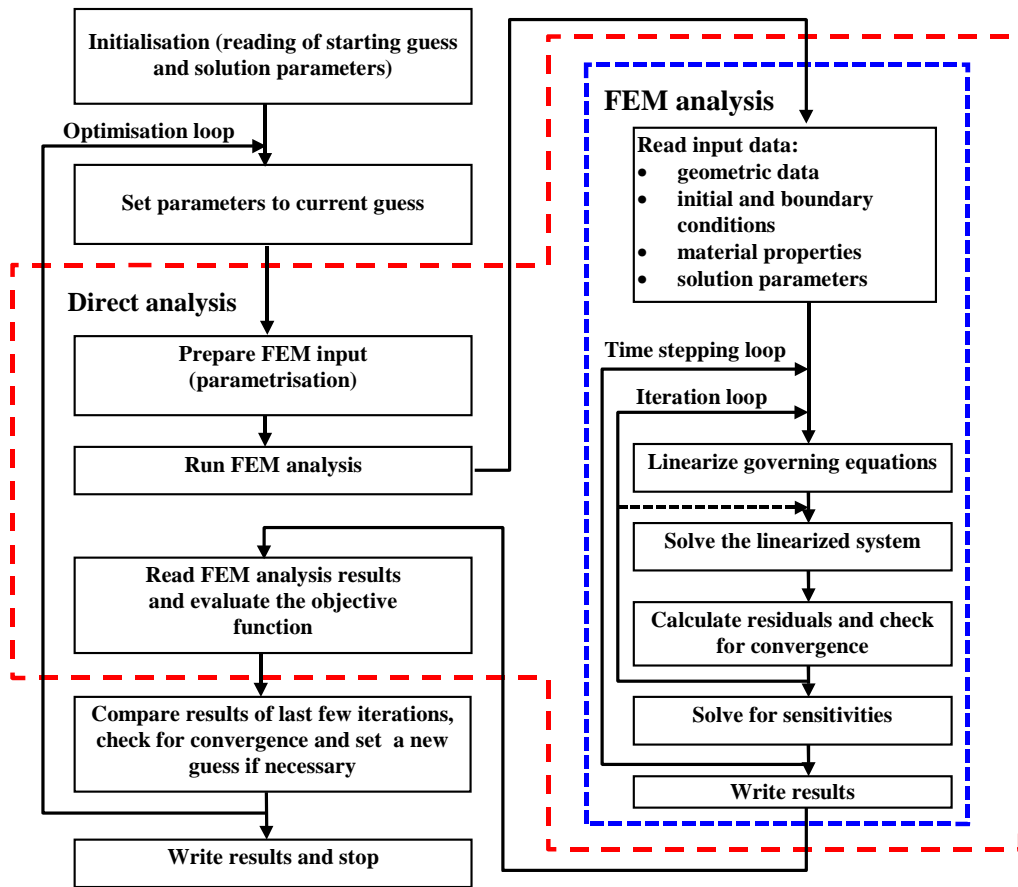 Initialisation (reading of starting guess
and solution parameters)
Optimisation loop
Set parameters to current guess
Direct analysis
Prepare FEM input
(parametrisation)
Run FEM analysis
Read FEM analysis results
and evaluate the objective
function
Compare results of last few iterations,
check for convergence and set a new
guess if necessary
Write results and stop
FEM analysis
Read input data:
• geometric data
• initial and boundary
conditions
• material properties
• solution parameters
Time stepping loop
Iteration loop
Linearize governing equations
Solve the linearized system
Calculate residuals and check
for convergence
Solve for sensitivities
Write results